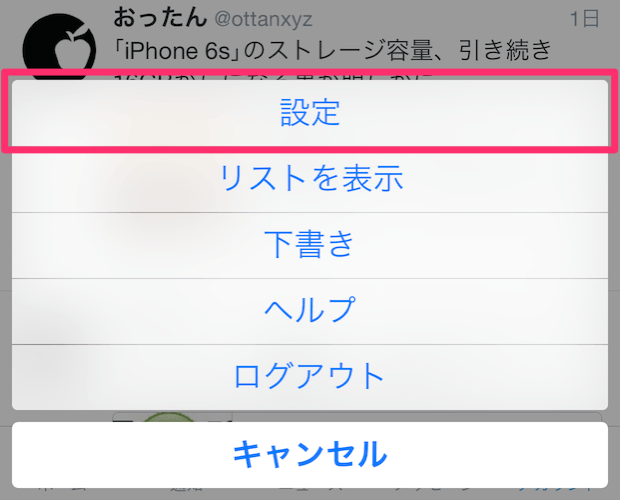 おったん @ottanxyz 1日
「iPhone 6s」のストレージ容量、引き続き
設定
リストを表示
下書き
ヘルプ
ログアウト
キャンセル